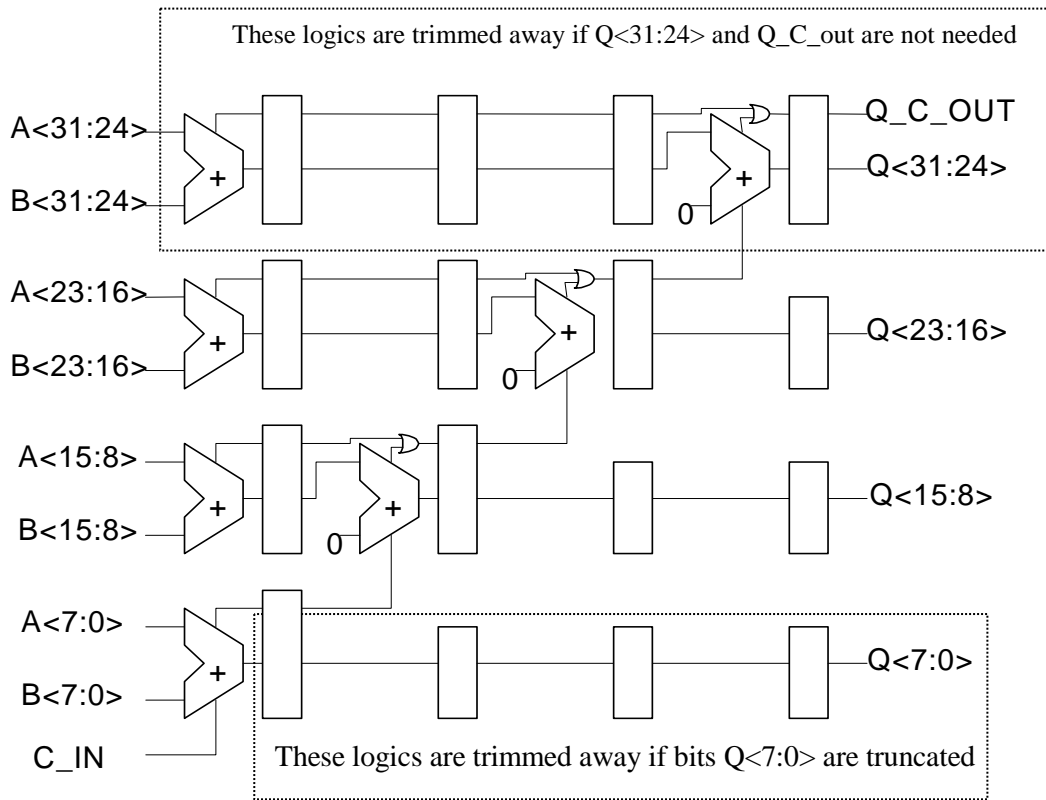 These logics are trimmed away if Q<31:24> and Q_C_out are not needed
A<31:24>
Q_C_OUT
+
+
Q<31:24>
B<31:24>
0
A<23:16>
+
+
Q<23:16>
B<23:16>
0
A<15:8>
+
+
Q<15:8>
B<15:8>
0
A<7:0>
+
Q<7:0>
B<7:0>
C_IN
These logics are trimmed away if bits Q<7:0> are truncated